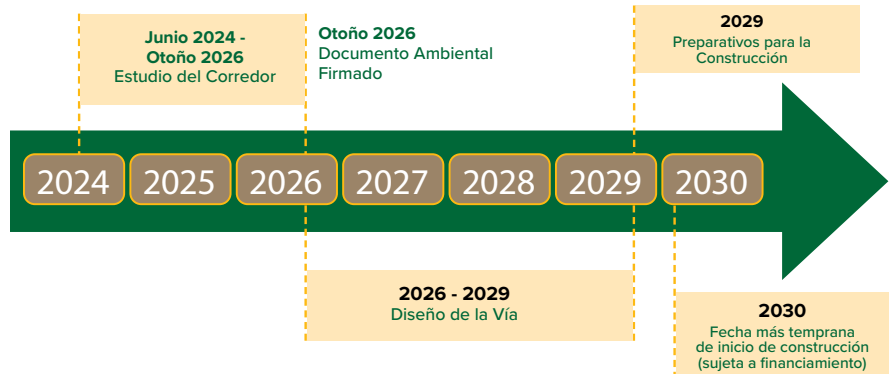 Junio 2024 -
Otoño 2026
Estudio del Corredor
Otoño 2026
Documento Ambiental
Firmado
2029
Preparativos para la
Construcción
2024
2025
2026
2027
2028
2029
2030
2026 - 2029
Diseño de la Vía
2030
Fecha más temprana
de inicio de construcción
(sujeta a financiamiento)